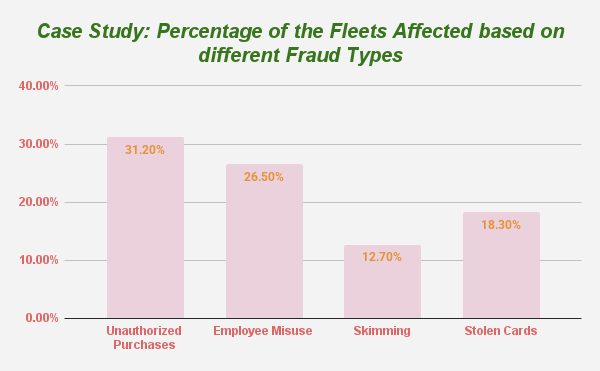 Case Study: Percentage of the Fleets Affected based on
different Fraud Types
40.00%
30.00%
20.00%
10.00%
0.00%
31.20%
26.50%
12.70%
18.30%
Unauthorized
Purchases
Employee Misuse
Skimming
Stolen Cards